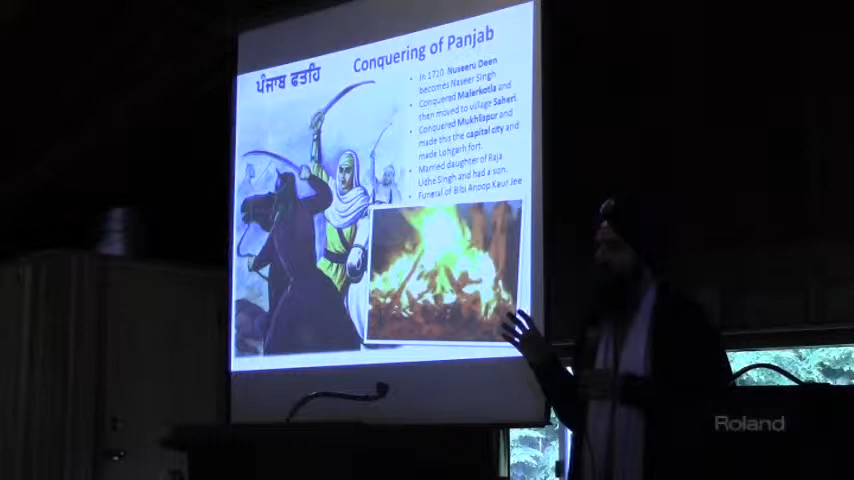 Conquering of Panjab
ਪੰਜਾਬ ਫਤਹਿ
• In 1710 Nuseeru Deen
becomes Naseer Singh
• Conquered Malerkotla and
then moved to village Saheri.
• Conquered Mukhlispur and
made this the capital city and
made Lohgarh fort.
• Married daughter of Raja
Udhe Singh and had a son.
• Funeral of Bibi Anoop Kaur Jee
Roland